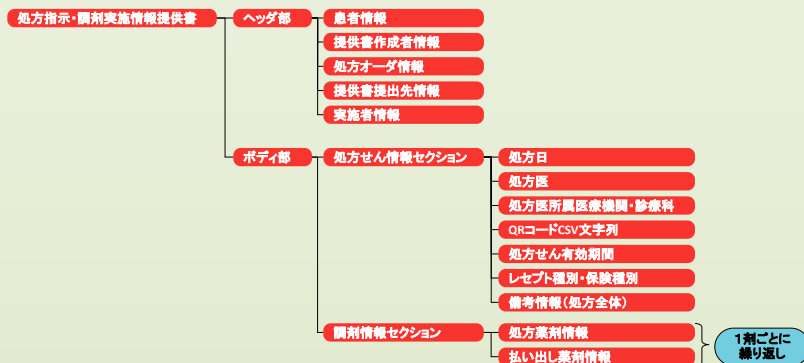 処方指示・調剤実施情報提供書
ヘッダ部
患者情報
提供書作成者情報
処方オーダ情報
提供書提出先情報
実施者情報
ボディ部
処方せん情報セクション
処方日
処方医
処方医所属医療機関・診療科
QRコードCSV文字列
処方せん有効期間
レセプト種別・保険種別
備考情報(処方全体)
調剤情報セクション
処方薬剤情報
払い出し薬剤情報
1剤ごとに
繰り返し